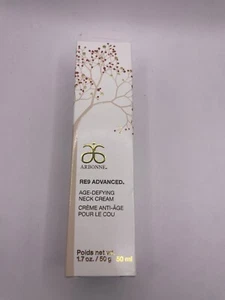 ARBONNE
RE9 ADVANCED.
AGE-DEFYING
NECK CREAM
CRÈME ANTI-ÂGE
POUR LE COU
Poids net
1.7 oz. / 50 g 50 ml